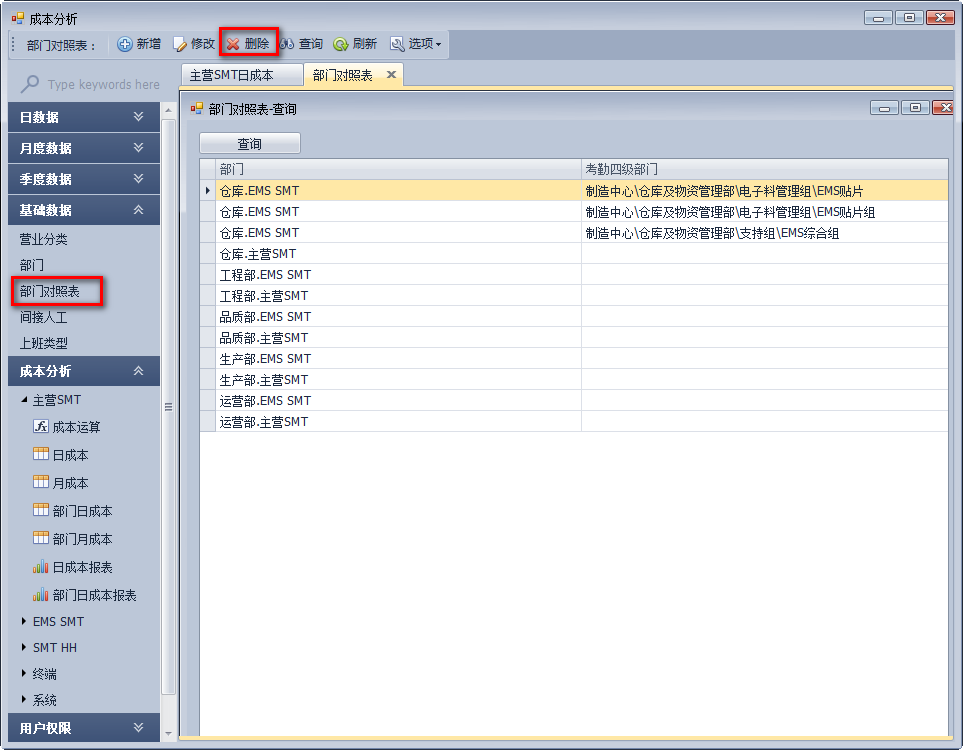 成本分析
部门对照表：
新增
修改
删除
查询
刷新
选项
Type keywords here
主营SMT日成本
部门对照表
日数据
月度数据
季度数据
基础数据
营业分类
部门
部门对照表
间接人工
上班类型
成本分析
主营SMT
成本运算
日成本
月成本
部门日成本
部门月成本
日成本报表
部门日成本报表
EMS SMT
SMT HH
终端
系统
用户权限
部门对照表-查询
查询
部门 考勤四级部门
仓库.EMS SMT 制造中心\仓库及物资管理部\电子料管理组\EMS贴片
仓库.EMS SMT 制造中心\仓库及物资管理部\电子料管理组\EMS贴片组
仓库.EMS SMT 制造中心\仓库及物资管理部\支持组\EMS综合组
仓库.主营SMT
工程部.EMS SMT
工程部.主营SMT
品质部.EMS SMT
品质部.主营SMT
生产部.EMS SMT
生产部.主营SMT
运营部.EMS SMT
运营部.主营SMT